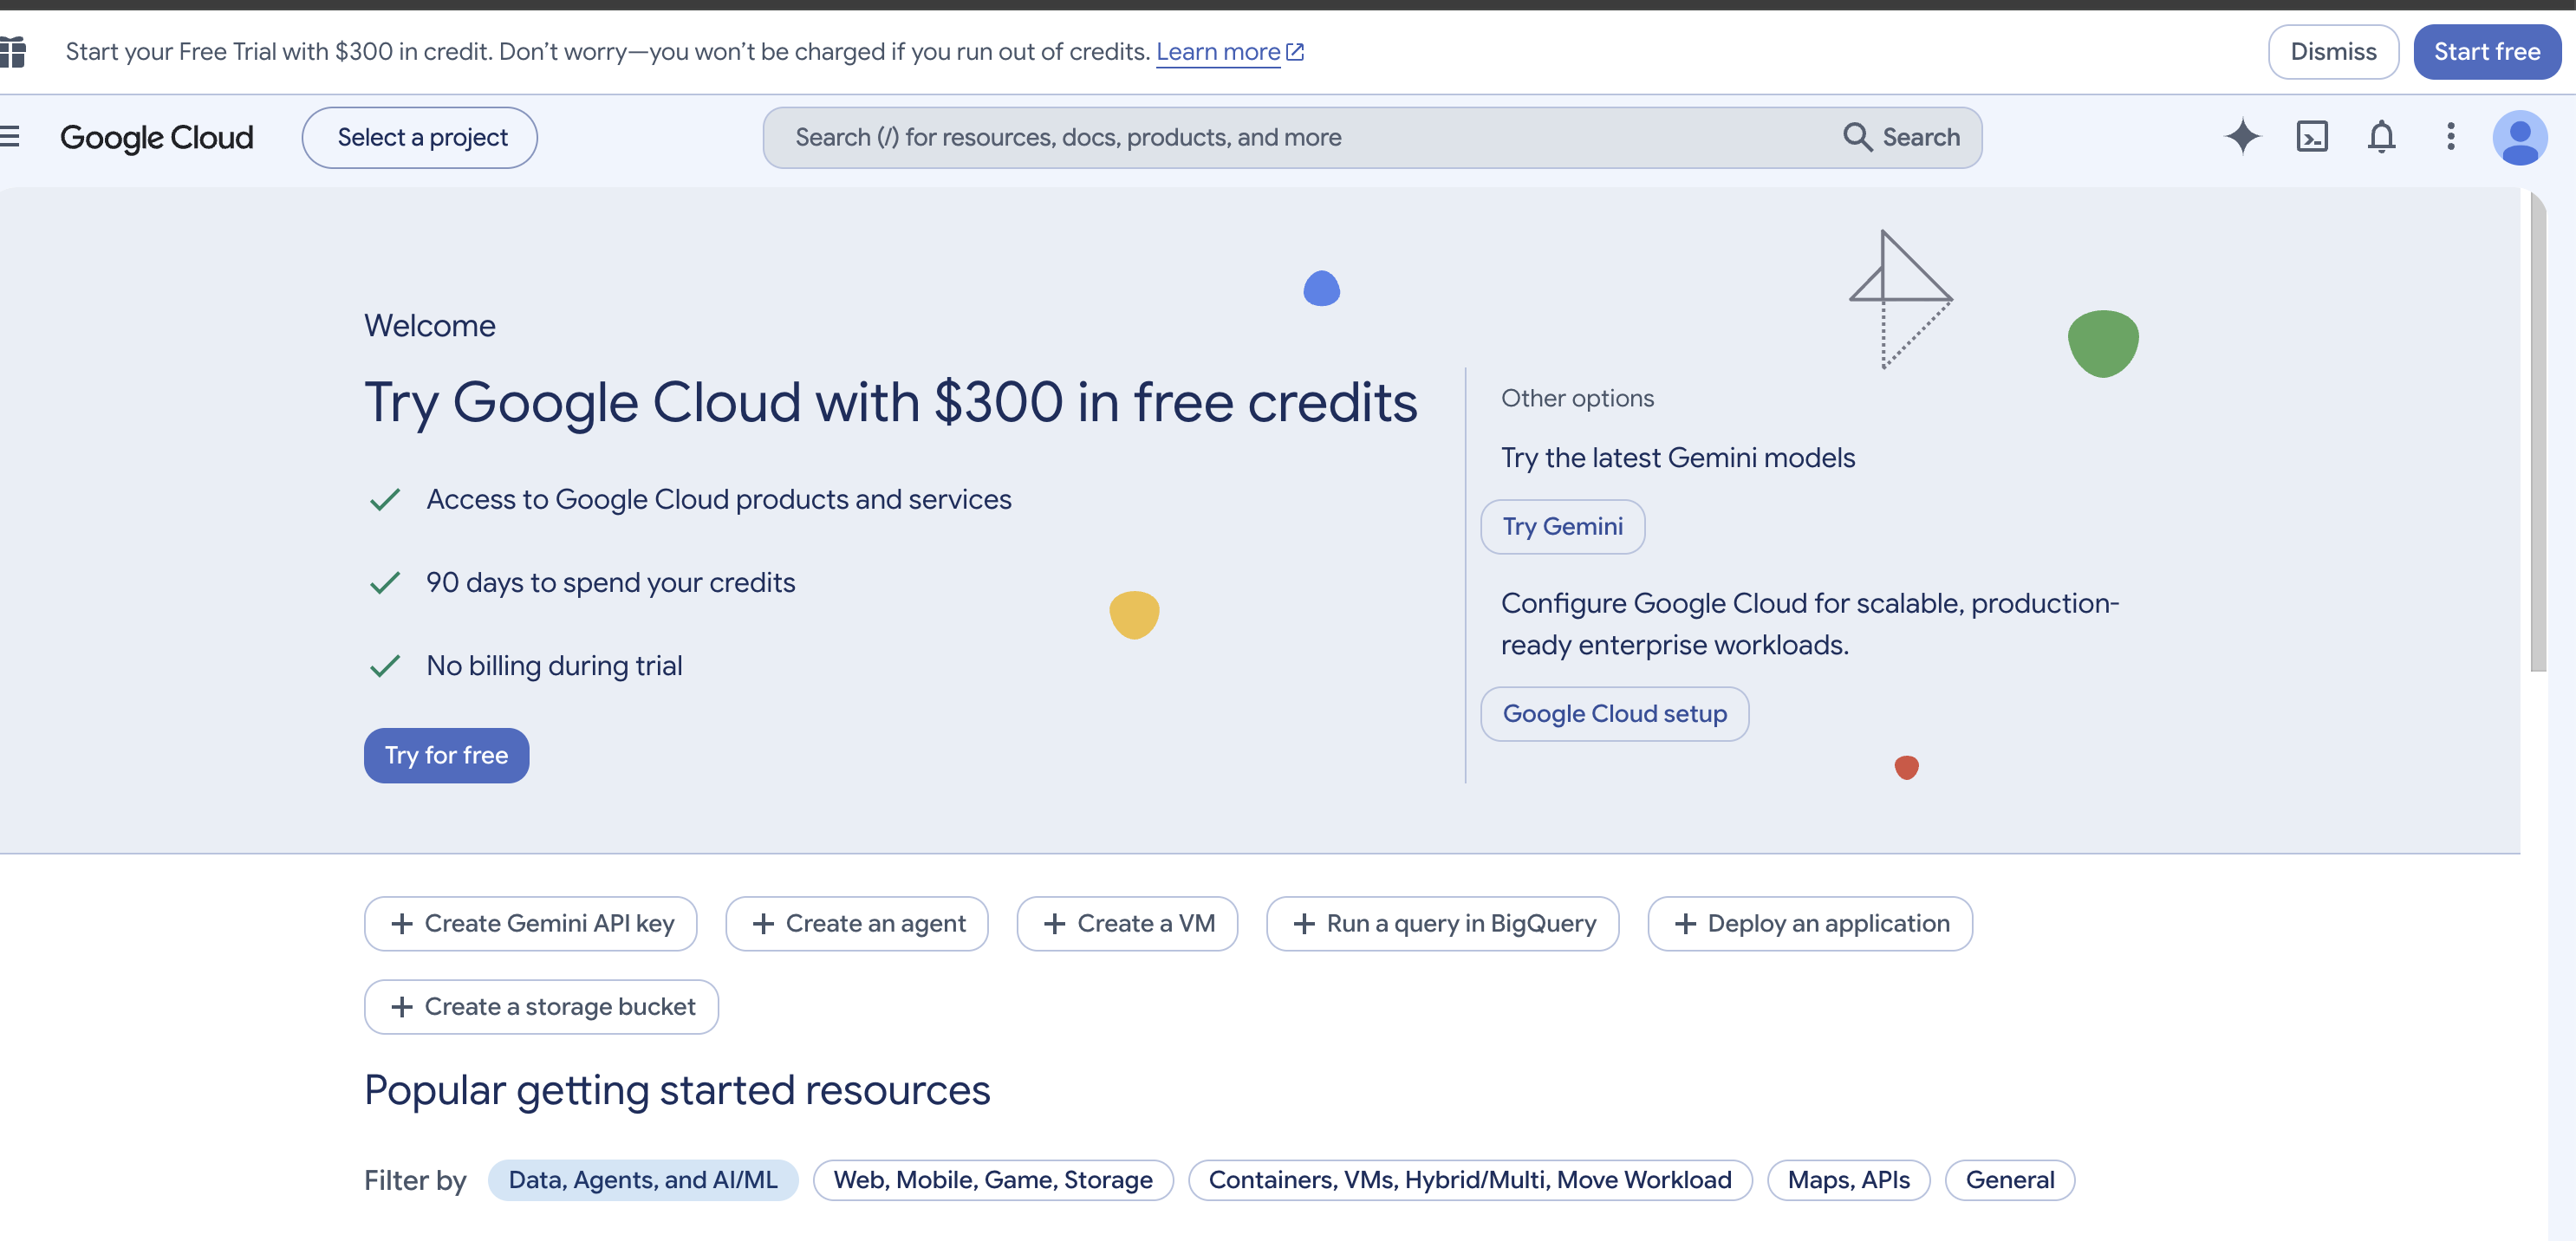 Start your Free Trial with $300 in credit. Don’t worry—you won’t be charged if you run out of credits. Learn more
Dismiss
Start free
Google Cloud
Select a project
Search (/) for resources, docs, products, and more
Search
Welcome
Try Google Cloud with $300 in free credits
Access to Google Cloud products and services
90 days to spend your credits
No billing during trial
Try for free
Other options
Try the latest Gemini models
Try Gemini
Configure Google Cloud for scalable, production-
ready enterprise workloads.
Google Cloud setup
Create Gemini API key
Create an agent
Create a VM
Run a query in BigQuery
Deploy an application
Create a storage bucket
Popular getting started resources
Filter by
Data, Agents, and AI/ML
Web, Mobile, Game, Storage
Containers, VMs, Hybrid/Multi, Move Workload
Maps, APIs
General